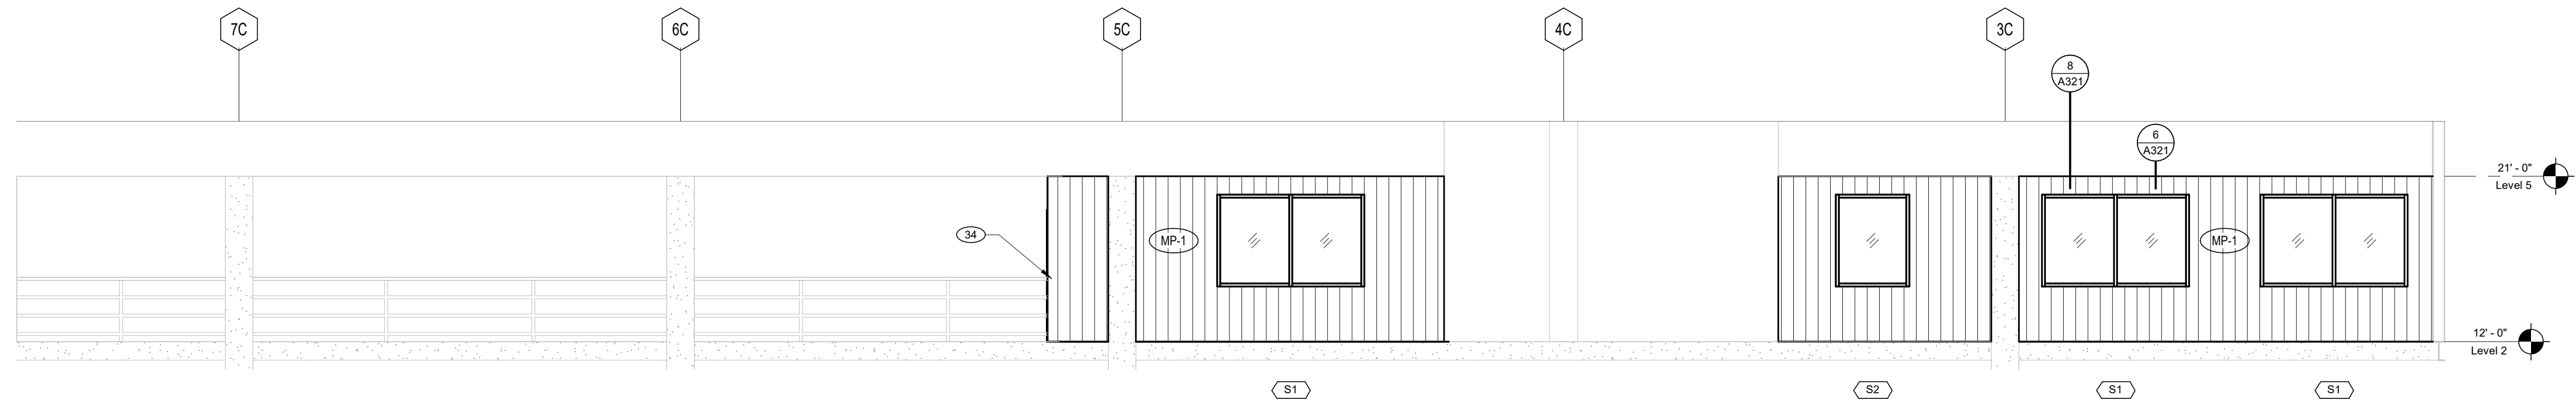 7C
6C
5C
4C
3C
8
A321
6
A321
21' - 0"
Level 5
34
MP-1
MP-1
12' - 0"
Level 2
S1
S2
S1
S1